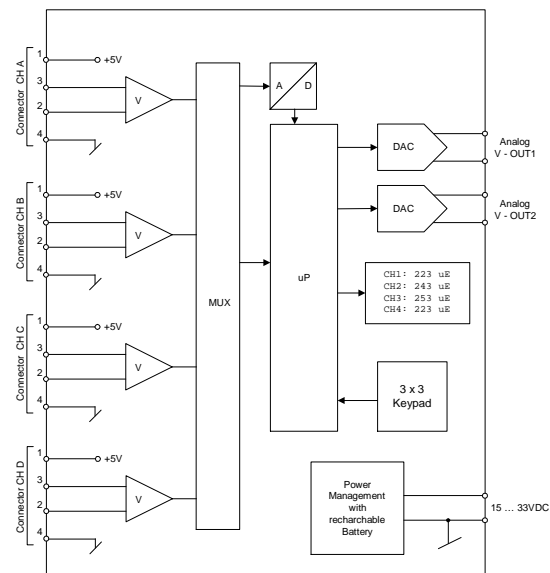 Connector CH A
1
+5V
3
2
V
4
Connector CH B
1
+5V
3
2
V
4
Connector CH C
1
+5V
3
2
V
4
Connector CH D
1
+5V
3
2
V
4
MUX
A
D
uP
DAC
Analog
V - OUT1
DAC
Analog
V - OUT2
CH1: 223 uE
CH2: 243 uE
CH3: 253 uE
CH4: 223 uE
3 x 3
Keypad
Power
Management
with
recharchable
Battery
15 ... 33VDC